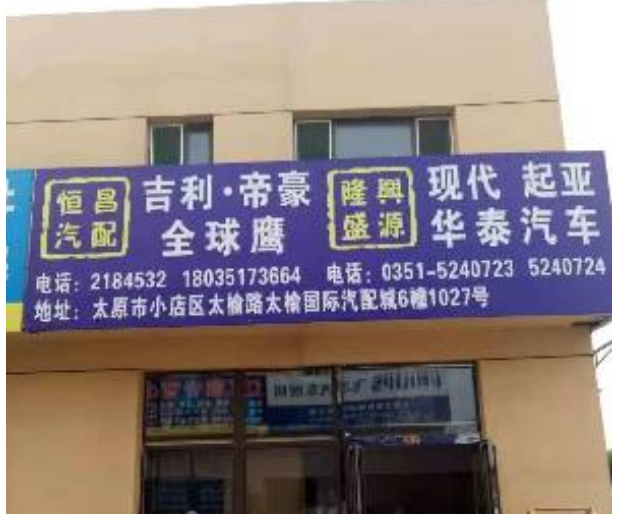 恒昌汽配
吉利·帝豪
全球鹰
隆興盛源
现代 起亚
华泰汽车
电话：2184532 18035173664 电话：0351-5240723 5240724
地址：太原市小店区太榆路太榆国际汽配城6幢1027号